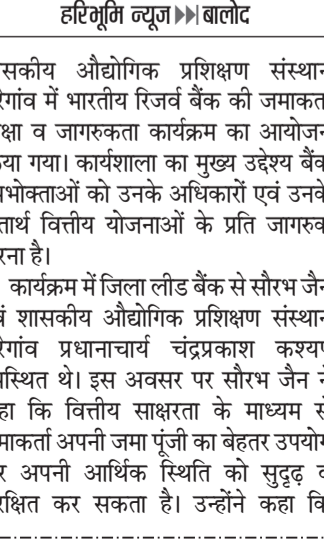 हरिभूमि न्यूज ▶▶| बालोद
ासकीय औद्योगिक प्रशिक्षण संस्थान
रेगांव में भारतीय रिजर्व बैंक की जमाकर्ता
क्षा व जागरुकता कार्यक्रम का आयोजन
या गया। कार्यशाला का मुख्य उद्देश्य बैंक
भोक्ताओं को उनके अधिकारों एवं उनके
तार्थ वित्तीय योजनाओं के प्रति जागरुक
रना है।
कार्यक्रम में जिला लीड बैंक से सौरभ जैन
वं शासकीय औद्योगिक प्रशिक्षण संस्थान
रेगांव प्रधानाचार्य चंद्रप्रकाश कश्यप
स्थित थे। इस अवसर पर सौरभ जैन ने
हा कि वित्तीय साक्षरता के माध्यम से
माकर्ता अपनी जमा पूंजी का बेहतर उपयोग
र अपनी आर्थिक स्थिति को सुदृढ़ व
रक्षित कर सकता है। उन्होंने कहा कि